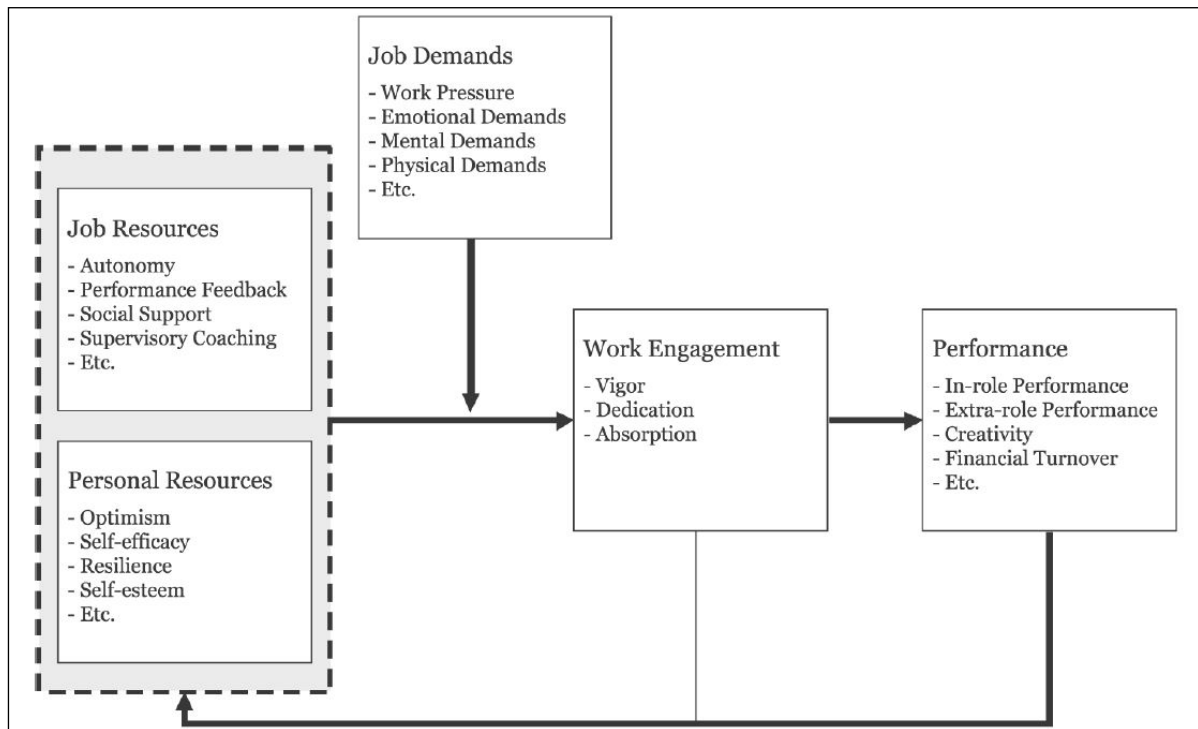 Job Demands
- Work Pressure
- Emotional Demands
- Mental Demands
- Physical Demands
- Etc.
Job Resources
- Autonomy
- Performance Feedback
- Social Support
- Supervisory Coaching
- Etc.
Personal Resources
- Optimism
- Self-efficacy
- Resilience
- Self-esteem
- Etc.
Work Engagement
- Vigor
- Dedication
- Absorption
Performance
- In-role Performance
- Extra-role Performance
- Creativity
- Financial Turnover
- Etc.